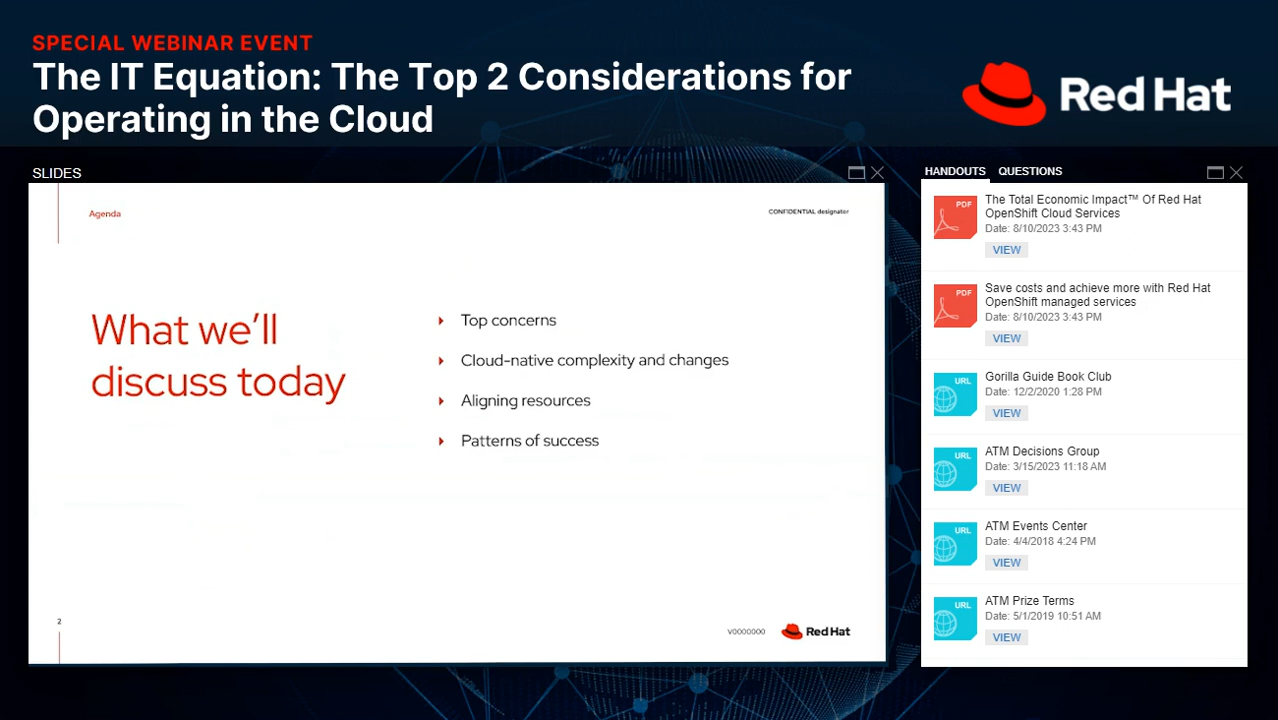 SPECIAL WEBINAR EVENT
The IT Equation: The Top 2 Considerations for
Operating in the Cloud
Red Hat
SLIDES
Agenda
CONFIDENTIAL designator
What we'll
discuss today
Top concerns
Cloud-native complexity and changes
Aligning resources
Patterns of success
2
V0000000
Red Hat
HANDOUTS QUESTIONS
PDF
The Total Economic Impact™ Of Red Hat
OpenShift Cloud Services
Date: 8/10/2023 3:43 PM
VIEW
PDF
Save costs and achieve more with Red Hat
OpenShift managed services
Date: 8/10/2023 3:43 PM
VIEW
URL
Gorilla Guide Book Club
Date: 12/2/2020 1:28 PM
VIEW
URL
ATM Decisions Group
Date: 3/15/2023 11:18 AM
VIEW
URL
ATM Events Center
Date: 4/4/2018 4:24 PM
VIEW
URL
ATM Prize Terms
Date: 5/1/2019 10:51 AM
VIEW